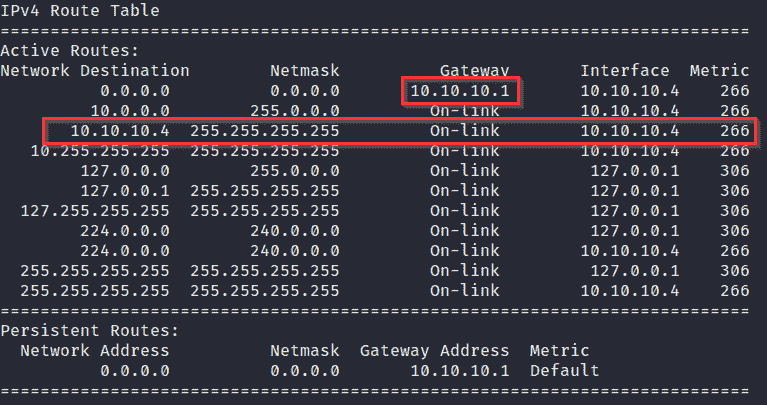 IPv4 Route Table
===========================================================================
Active Routes:
Network Destination        Netmask          Gateway       Interface  Metric
          0.0.0.0          0.0.0.0       10.10.10.1       10.10.10.4    266
         10.0.0.0        255.0.0.0         On-link        10.10.10.4    266
       10.10.10.4  255.255.255.255         On-link        10.10.10.4    266
   10.255.255.255  255.255.255.255         On-link        10.10.10.4    266
        127.0.0.0        255.0.0.0         On-link         127.0.0.1    306
        127.0.0.1  255.255.255.255         On-link         127.0.0.1    306
  127.255.255.255  255.255.255.255         On-link         127.0.0.1    306
        224.0.0.0        240.0.0.0         On-link         127.0.0.1    306
        224.0.0.0        240.0.0.0         On-link        10.10.10.4    266
  255.255.255.255  255.255.255.255         On-link         127.0.0.1    306
  255.255.255.255  255.255.255.255         On-link        10.10.10.4    266
===========================================================================
Persistent Routes:
  Network Address          Netmask  Gateway Address  Metric
          0.0.0.0          0.0.0.0       10.10.10.1  Default
===========================================================================